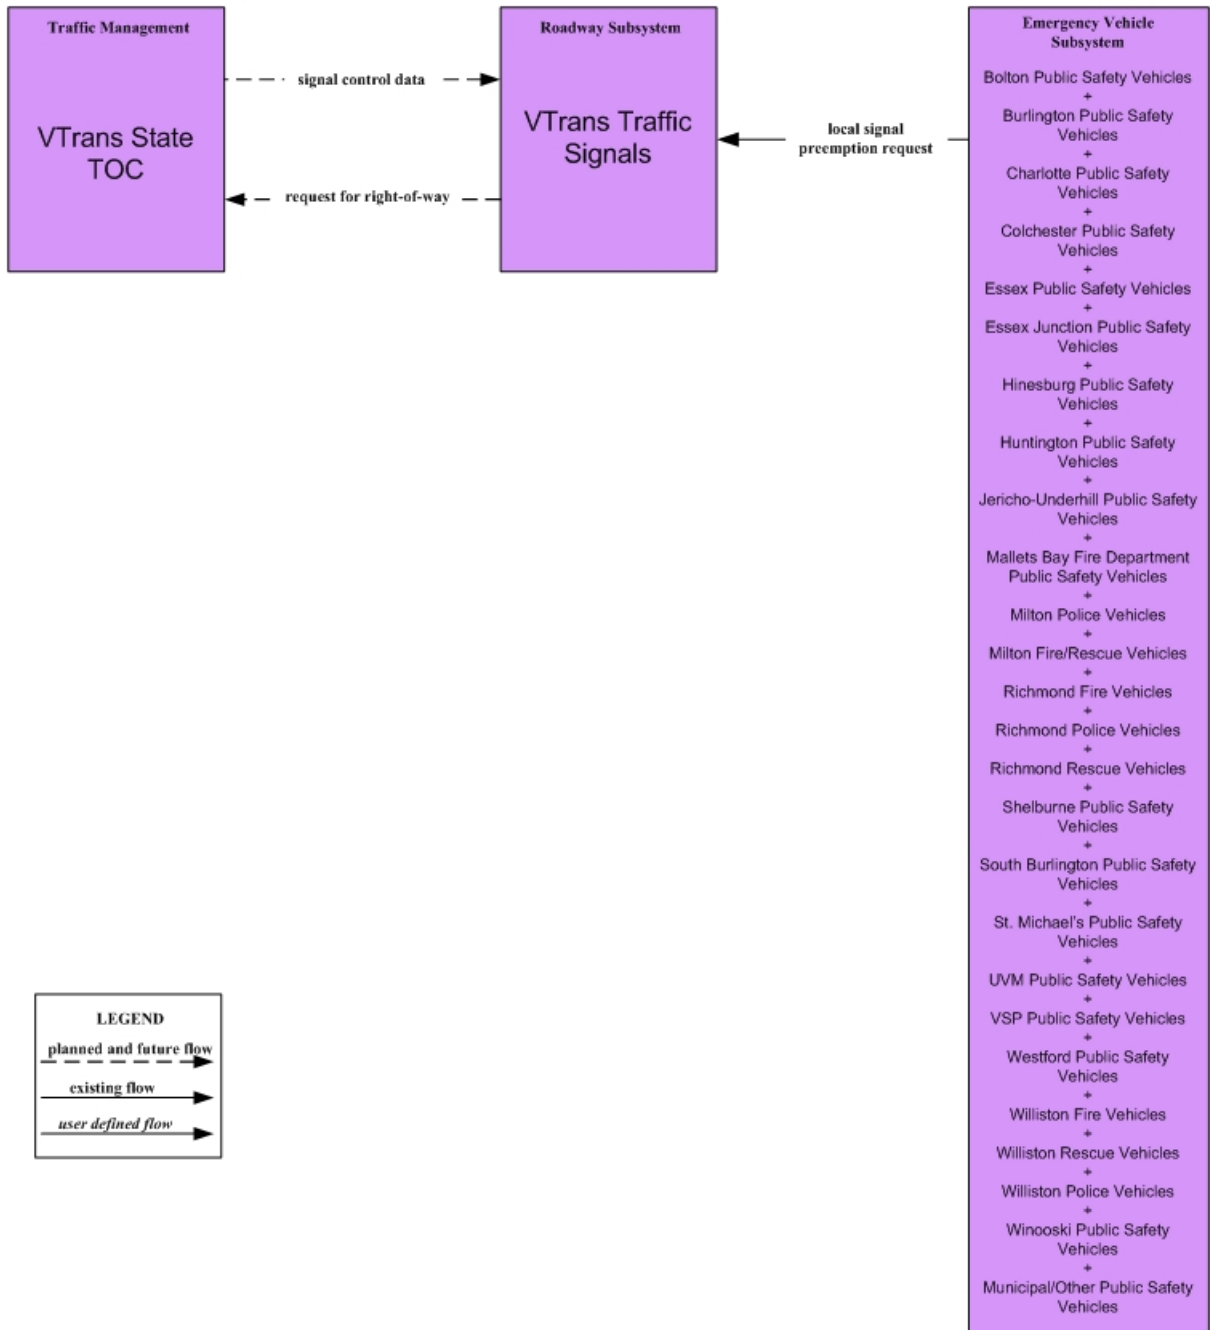 Traffic Management
VTrans State
TOC
signal control data
request for right-of-way
Roadway Subsystem
VTrans Traffic
Signals
local signal
preemption request
Emergency Vehicle
Subsystem
Bolton Public Safety Vehicles
+
Burlington Public Safety
Vehicles
+
Charlotte Public Safety
Vehicles
+
Colchester Public Safety
Vehicles
+
Essex Public Safety Vehicles
+
Essex Junction Public Safety
Vehicles
+
Hinesburg Public Safety
Vehicles
+
Huntington Public Safety
Vehicles
+
Jericho-Underhill Public Safety
Vehicles
+
Mallets Bay Fire Department
Public Safety Vehicles
+
Milton Police Vehicles
+
Milton Fire/Rescue Vehicles
+
Richmond Fire Vehicles
+
Richmond Police Vehicles
+
Richmond Rescue Vehicles
+
Shelburne Public Safety
Vehicles
+
South Burlington Public Safety
Vehicles
+
St. Michael's Public Safety
Vehicles
+
UVM Public Safety Vehicles
+
VSP Public Safety Vehicles
+
Westford Public Safety
Vehicles
+
Williston Fire Vehicles
+
Williston Rescue Vehicles
+
Williston Police Vehicles
+
Winooski Public Safety
Vehicles
+
Municipal/Other Public Safety
Vehicles
LEGEND
planned and future flow
existing flow
user defined flow